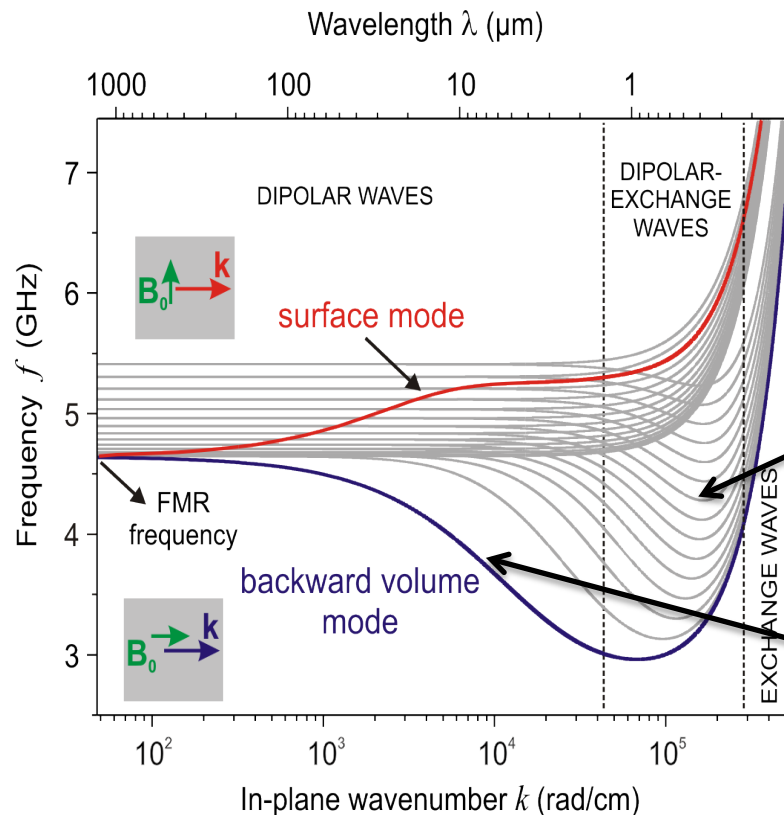 Wavelength λ (µm)
1000 100 10 1
7
6
5
4
3
Frequency f (GHz)
DIPOLAR WAVES
DIPOLAR-
EXCHANGE
WAVES
B₀ k
surface mode
FMR
frequency
backward volume
mode
B₀ k
EXCHANGE WAVES
10² 10³ 10⁴ 10⁵
In-plane wavenumber k (rad/cm)